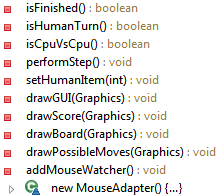 isFinished() : boolean
isHumanTurn() : boolean
isCpuVsCpu() : boolean
performStep() : void
setHumanItem(int) : void
drawGUI(Graphics) : void
drawScore(Graphics) : void
drawBoard(Graphics) : void
drawPossibleMoves(Graphics) : void
addMouseWatcher() : void
new MouseAdapter() {...}